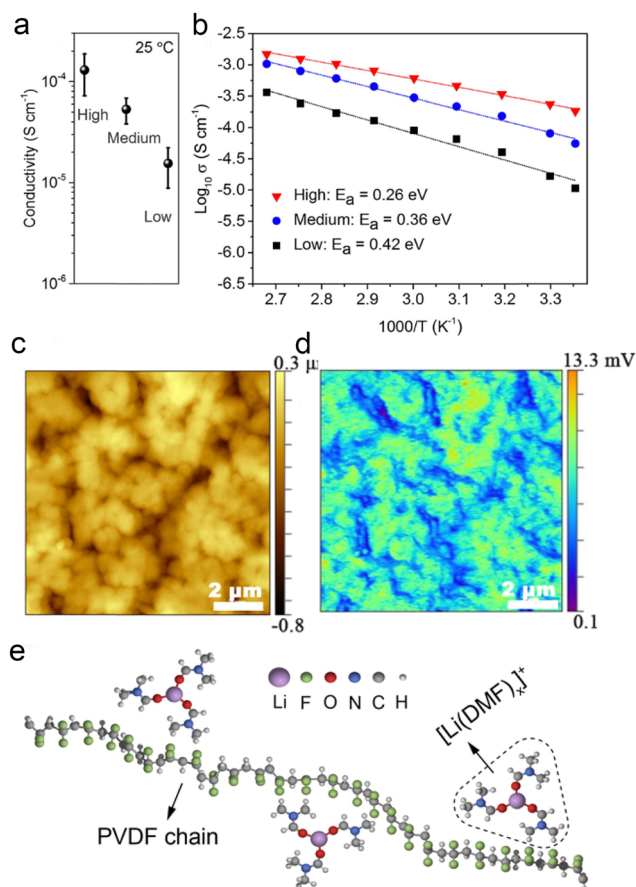 a
25 °C
10⁻⁴
10⁻⁵
10⁻⁶
Conductivity (S cm⁻¹)
High
Medium
Low
b
-2.0
-2.5
-3.0
-3.5
-4.0
-4.5
-5.0
-5.5
-6.0
-6.5
Log₁₀ σ (S cm⁻¹)
High: Eₐ = 0.26 eV
Medium: Eₐ = 0.36 eV
Low: Eₐ = 0.42 eV
2.7 2.8 2.9 3.0 3.1 3.2 3.3
1000/T (K⁻¹)
c
0.3 μ
2 μm
-0.8
d
13.3 mV
2 μm
0.1
e
Li F O N C H
[Li(DMF)ₓ]⁺
PVDF chain